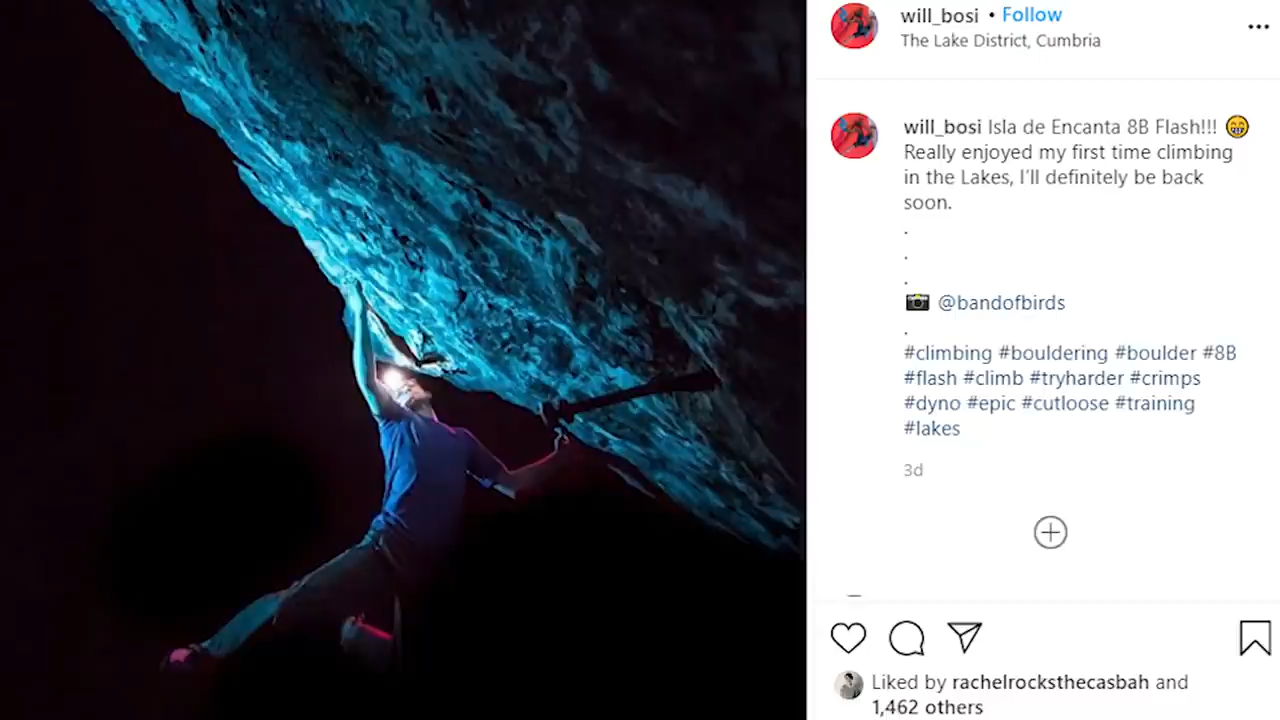 will_bosi • Follow
The Lake District, Cumbria
will_bosi Isla de Encanta 8B Flash!!! 😁
Really enjoyed my first time climbing
in the Lakes, I'll definitely be back
soon.
.
.
.
📷 @bandofbirds
.
#climbing #bouldering #boulder #8B
#flash #climb #tryharder #crimps
#dyno #epic #cutloose #training
#lakes
3d
Liked by rachelrocksthecasbah and
1,462 others